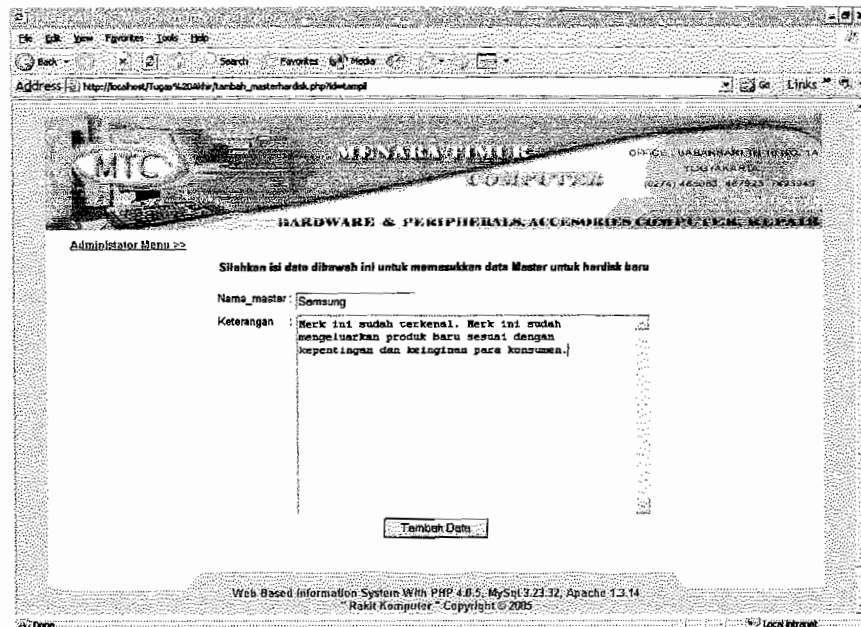 File Edit View Favorites Tools Help
Back Search Favorites Media
Address http://localhost/Tugas%20Akhir/tambah_masterhardisk.php?id=tampil Go Links
MTC
MENARA TIMUR
COMPUTER
YOGYAKARTA
HARDWARE & PERIPHERALS, ACCESORIES COMPUTER, REPAIR
Administator Menu >>
Silahkan isi data dibawah ini untuk memasukkan data Master untuk hardisk baru
Nama_master : Samsung
Keterangan : Merk ini sudah terkenal. Merk ini sudah
mengeluarkan produk baru sesuai dengan
kepentingan dan keinginan para konsumen.
Tambah Data
Web Based Information System With PHP 4.0.5, MySql 3.23.32, Apache 1.3.14
" Rakit Komputer " Copyright © 2005
Done Local intranet